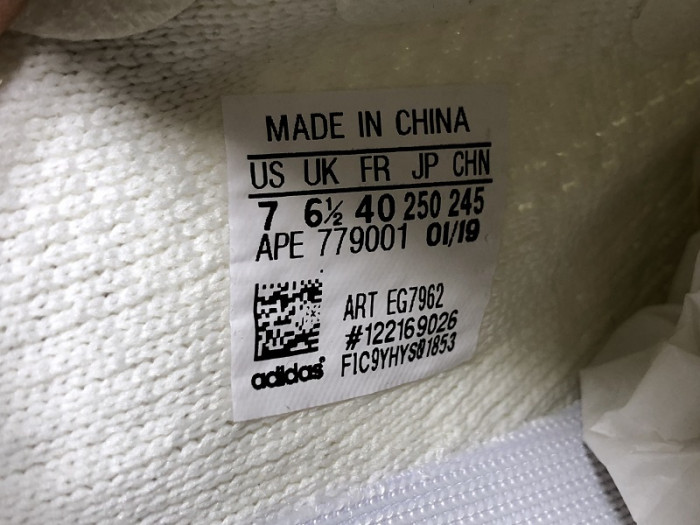 MADE IN CHINA
US UK FR JP CHN
7 6½ 40 250 245
APE 779001 01/19
ART EG7962
#122169026
FIC9YHYS01853
adidas